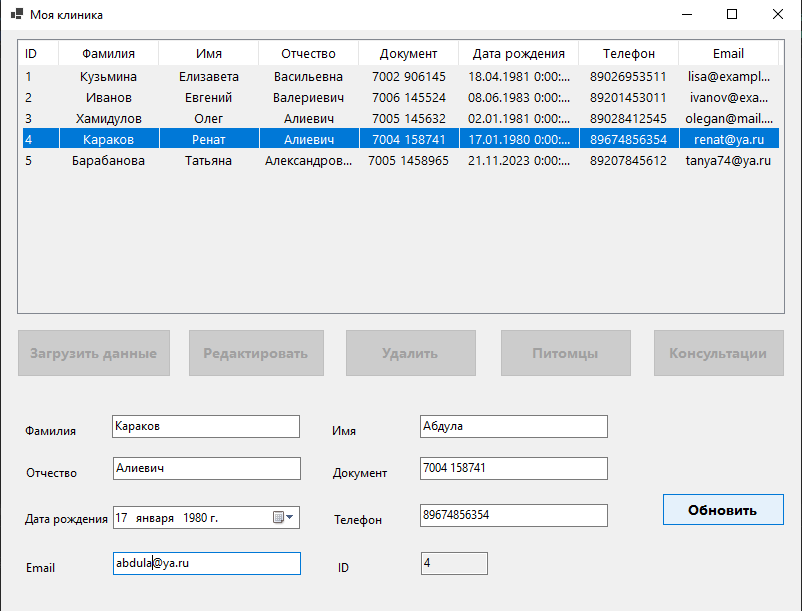 Моя клиника
ID Фамилия Имя Отчество Документ Дата рождения Телефон Email
1 Кузьмина Елизавета Васильевна 7002 906145 18.04.1981 0:00:... 89026953511 lisa@exampl...
2 Иванов Евгений Валериевич 7006 145524 08.06.1983 0:00:... 89201453011 ivanov@exa...
3 Хамидулов Олег Алиевич 7005 145632 02.01.1981 0:00:... 89028412545 olegan@mail....
4 Караков Ренат Алиевич 7004 158741 17.01.1980 0:00:... 89674856354 renat@ya.ru
5 Барабанова Татьяна Александров... 7005 1458965 21.11.2023 0:00:... 89207845612 tanya74@ya.ru
Загрузить данные Редактировать Удалить Питомцы Консультации
Фамилия Караков Имя Абдула
Отчество Алиевич Документ 7004 158741
Дата рождения 17 января 1980 г. Телефон 89674856354
Обновить
Email abdula@ya.ru ID 4